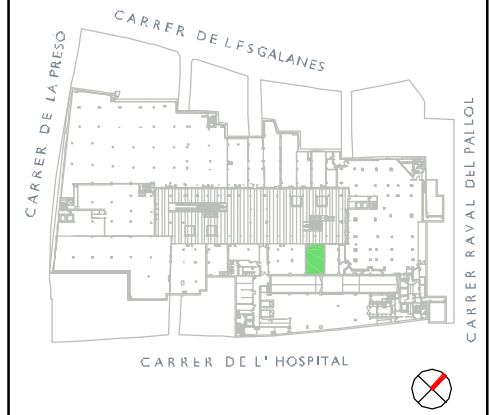 CARRER DE LES GALANES
CARRER DE LA PRESÓ
CARRER RAVAL DEL PALLOL
CARRER DE L' HOSPITAL